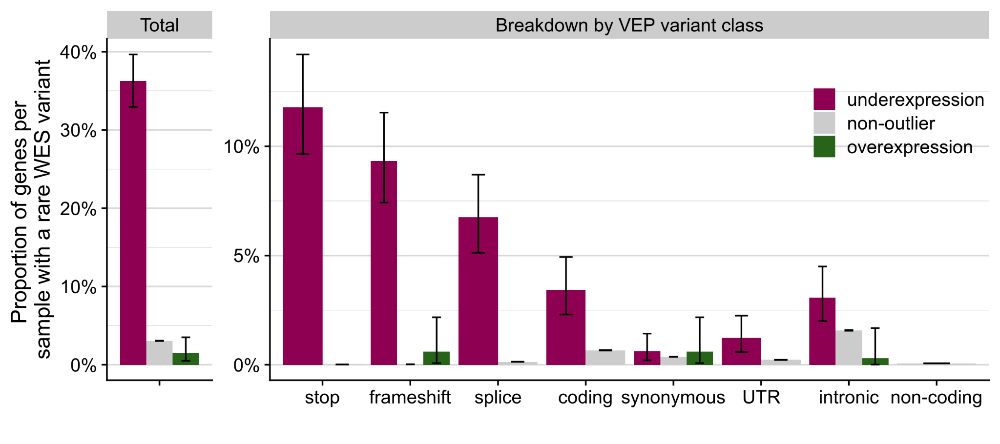 Total
Breakdown by VEP variant class
Proportion of genes per
sample with a rare WES variant
40%
30%
20%
10%
0%
10%
5%
0%
underexpression
non-outlier
overexpression
stop
frameshift
splice
coding
synonymous
UTR
intronic
non-coding